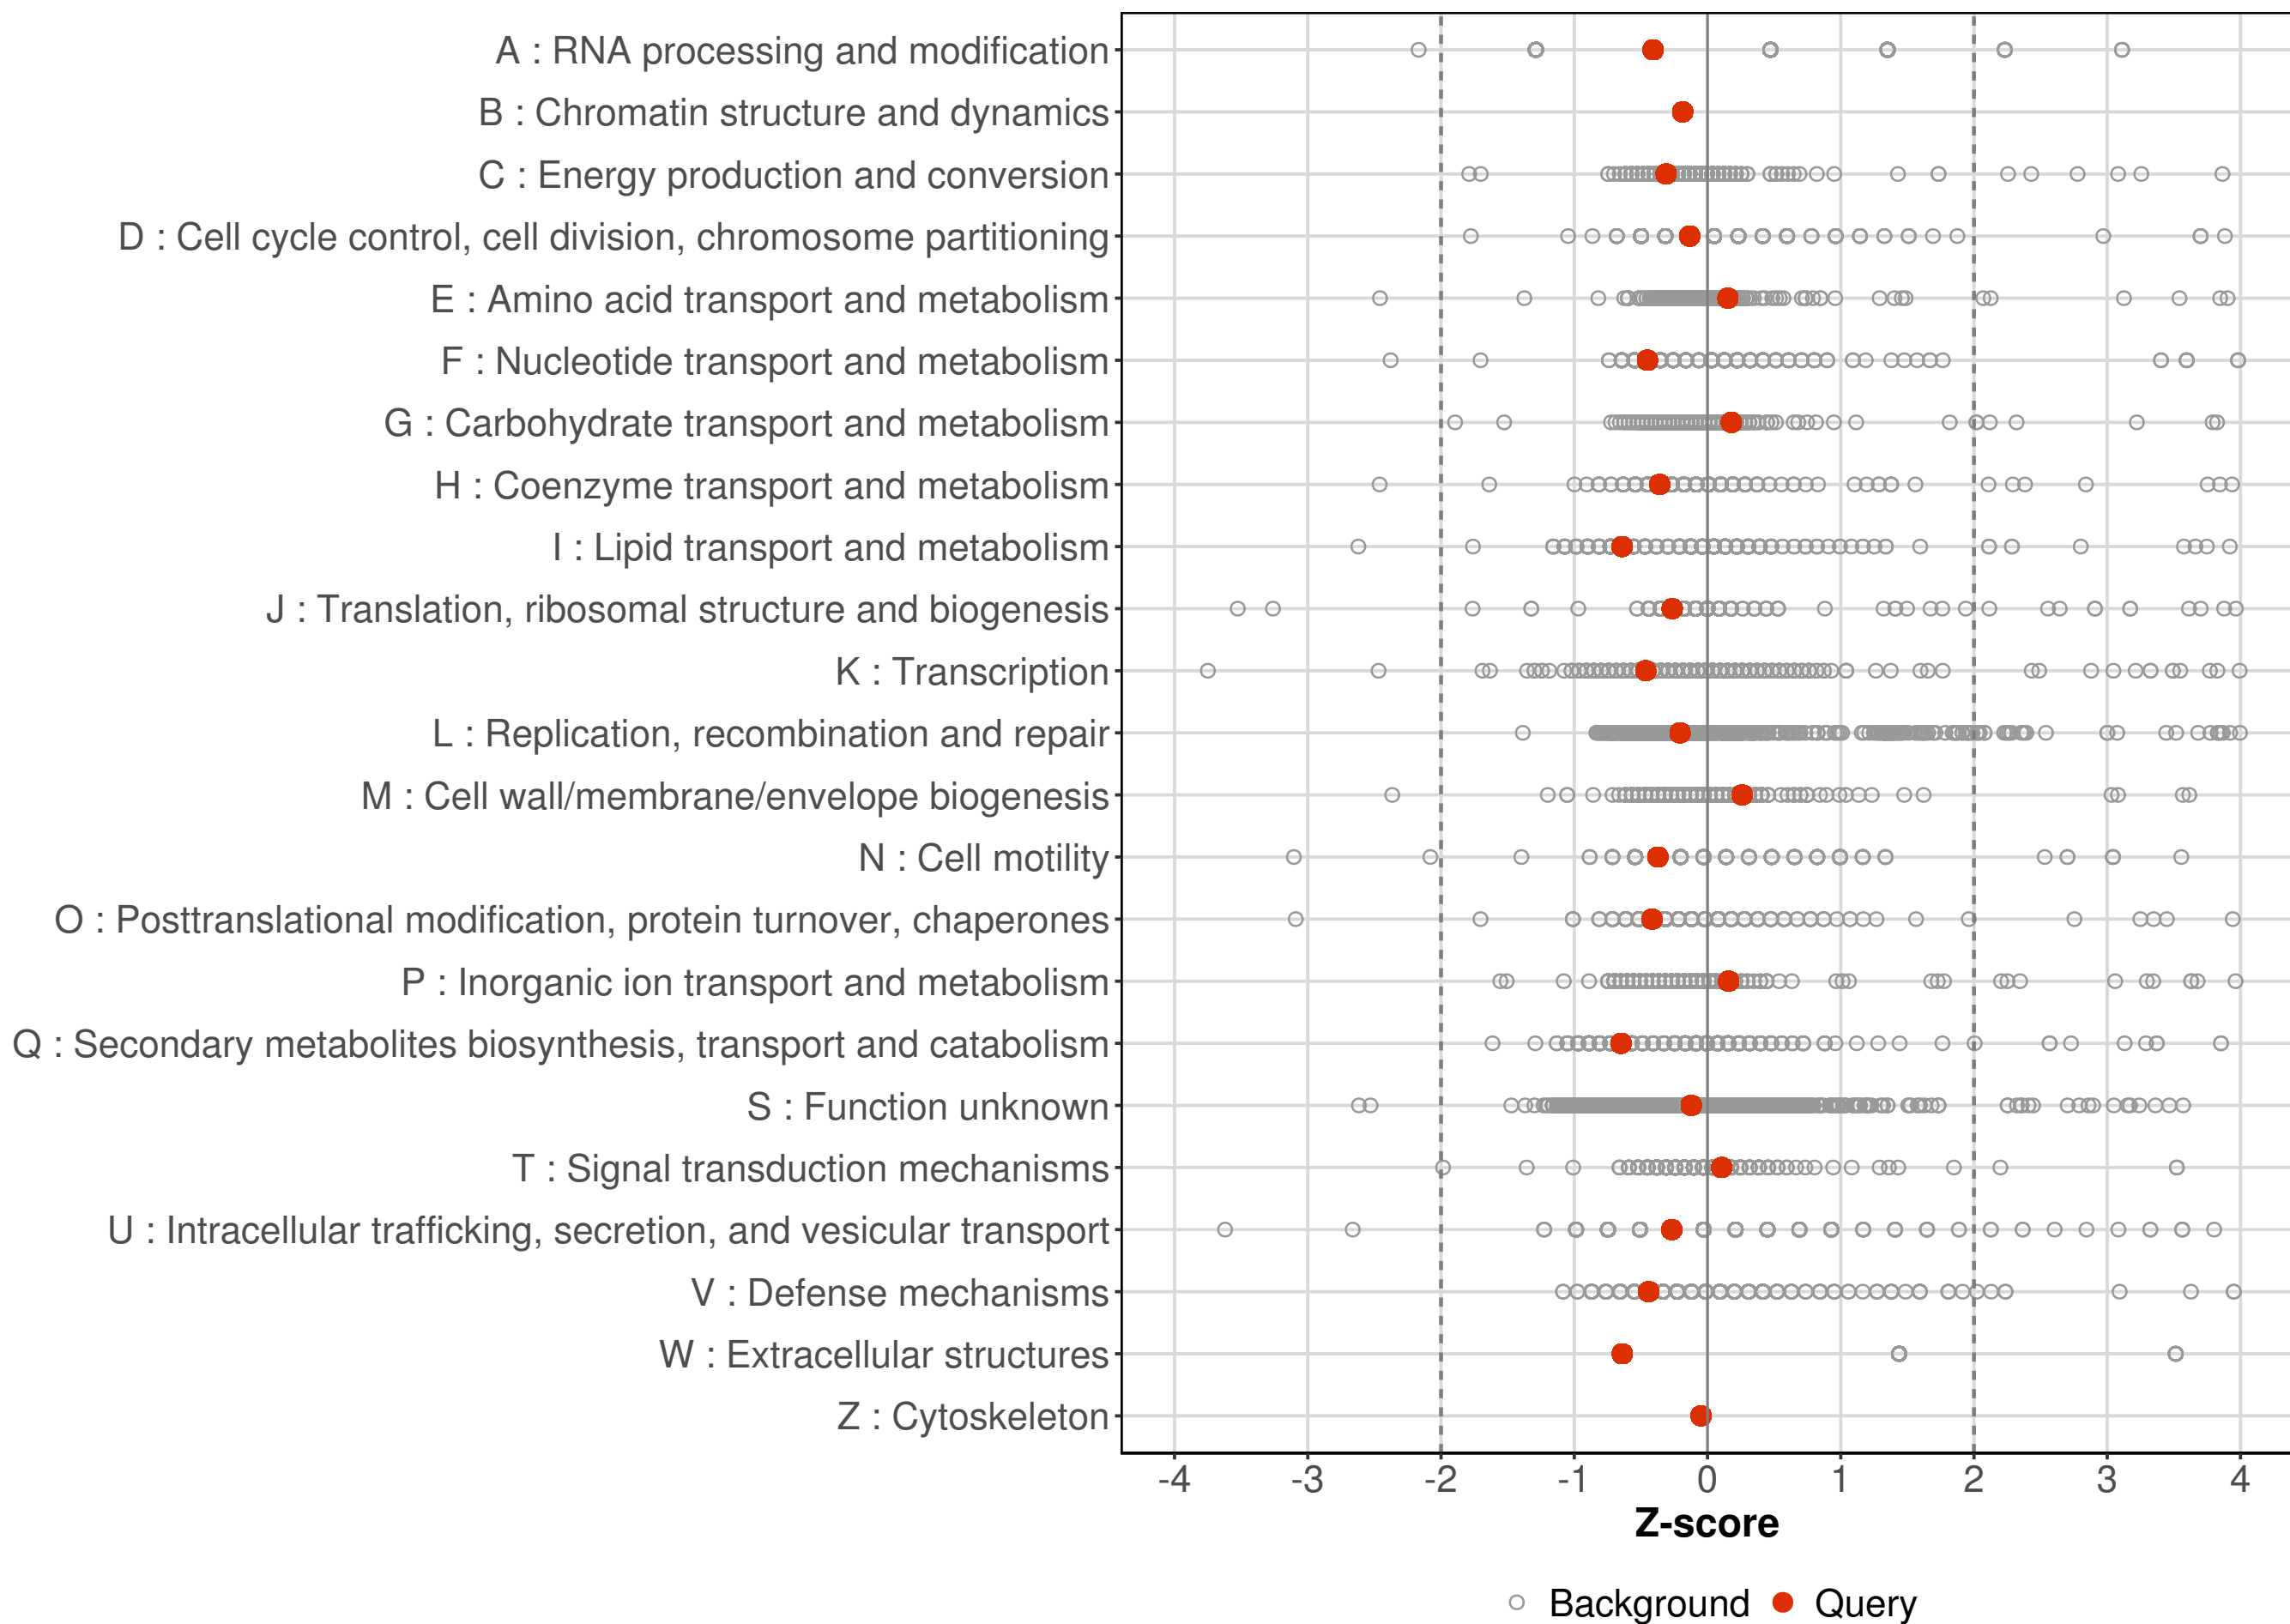 A : RNA processing and modification
B : Chromatin structure and dynamics
C : Energy production and conversion
D : Cell cycle control, cell division, chromosome partitioning
E : Amino acid transport and metabolism
F : Nucleotide transport and metabolism
G : Carbohydrate transport and metabolism
H : Coenzyme transport and metabolism
I : Lipid transport and metabolism
J : Translation, ribosomal structure and biogenesis
K : Transcription
L : Replication, recombination and repair
M : Cell wall/membrane/envelope biogenesis
N : Cell motility
O : Posttranslational modification, protein turnover, chaperones
P : Inorganic ion transport and metabolism
Q : Secondary metabolites biosynthesis, transport and catabolism
S : Function unknown
T : Signal transduction mechanisms
U : Intracellular trafficking, secretion, and vesicular transport
V : Defense mechanisms
W : Extracellular structures
Z : Cytoskeleton
-4 -3 -2 -1 0 1 2 3 4
Z-score
Background Query